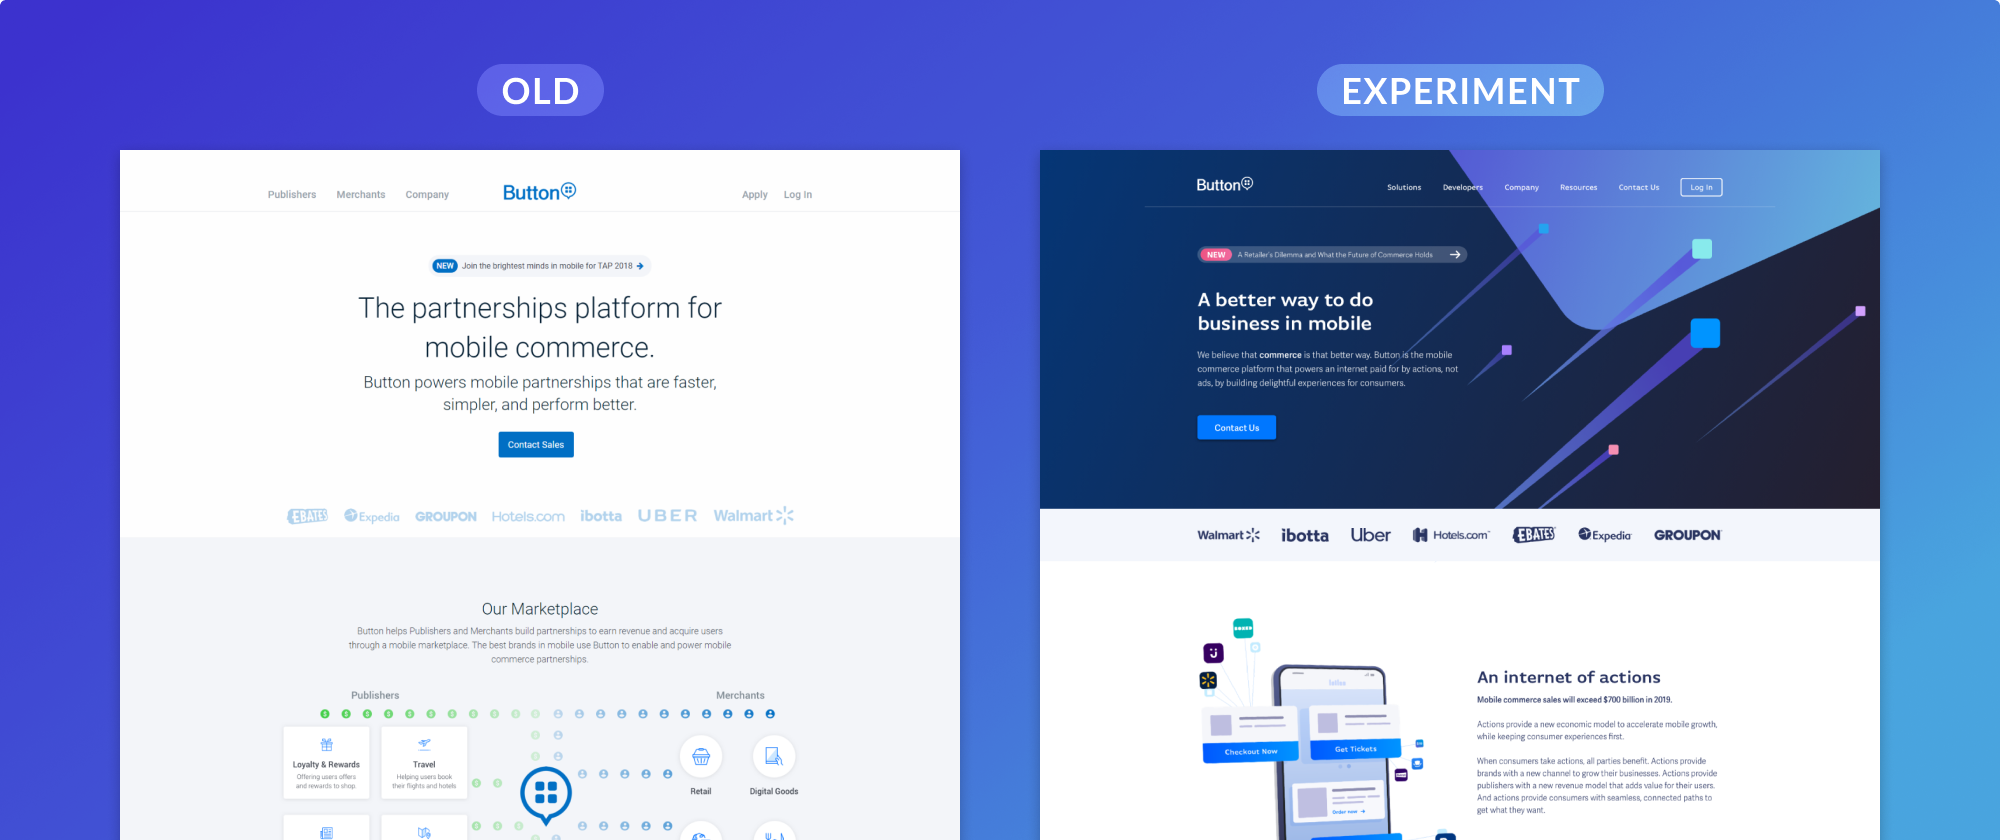 OLD
Publishers Merchants Company Button Apply Log In
NEW Join the brightest minds in mobile for TAP 2018
The partnerships platform for
mobile commerce.
Button powers mobile partnerships that are faster,
simpler, and perform better.
Contact Sales
EBATES Expedia GROUPON Hotels.com ibotta UBER Walmart
Our Marketplace
Button helps Publishers and Merchants build partnerships to earn revenue and acquire users
through a mobile marketplace. The best brands in mobile use Button to enable and power mobile
commerce partnerships.
Publishers Merchants
Loyalty & Rewards
Offering users offers
and rewards to shop
Travel
Helping users book
their flights and hotels
Retail
Digital Goods
EXPERIMENT
Button Solutions Developers Company Resources Contact Us Log In
NEW A Retailer's Dilemma and What the Future of Commerce Holds
A better way to do
business in mobile
We believe that commerce is that better way. Button is the mobile
commerce platform that powers an internet paid for by actions, not
ads, by building delightful experiences for consumers.
Contact Us
Walmart ibotta Uber Hotels.com EBATES Expedia GROUPON
Checkout Now
Get Tickets
Order now
An internet of actions
Mobile commerce sales will exceed $700 billion in 2019.
Actions provide a new economic model to accelerate mobile growth,
while keeping consumer experiences first.
When consumers take actions, all parties benefit. Actions provide
brands with a new channel to grow their businesses. Actions provide
publishers with a new revenue model that adds value for their users.
And actions provide consumers with seamless, connected paths to
get what they want.